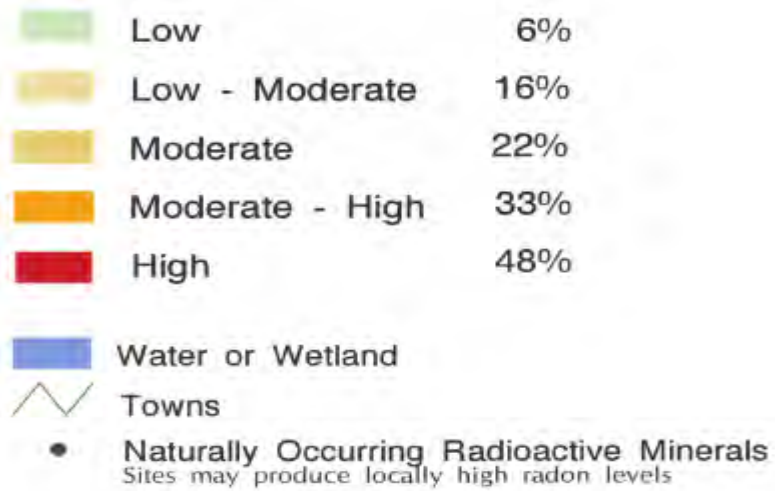 Low 6%
Low - Moderate 16%
Moderate 22%
Moderate - High 33%
High 48%
Water or Wetland
Towns
Naturally Occurring Radioactive Minerals
Sites may produce locally high radon levels